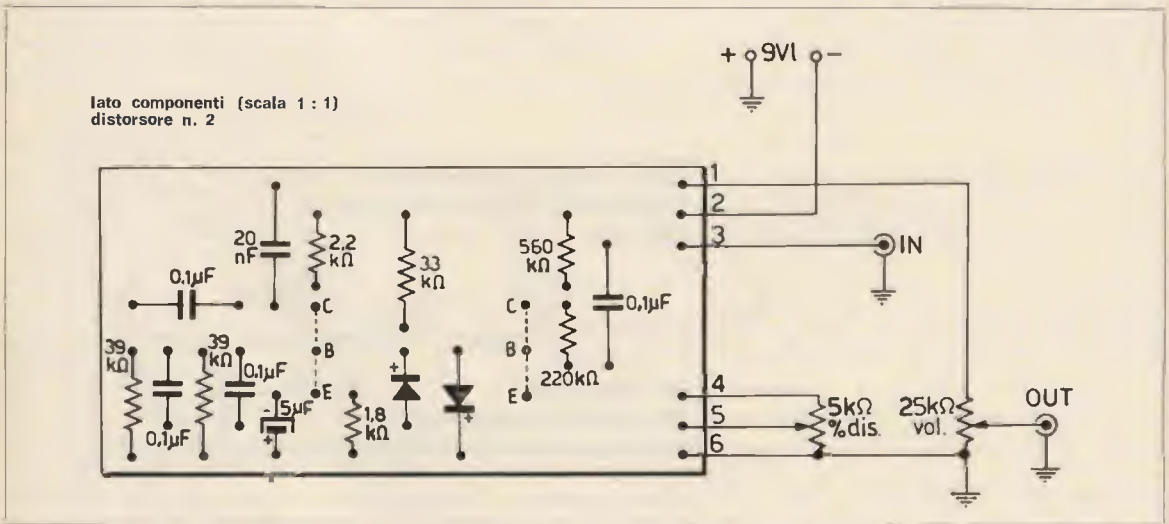 + 9Vl -
lato componenti (scala 1 : 1)
distorsore n. 2
1
2
3
IN
20
nF
2,2
kΩ
33
kΩ
560
kΩ
0,1µF
0,1µF
C
C
B
B
E
E
39
kΩ
39
kΩ
0,1µF
0,1µF
-
5µF
+
1,8
kΩ
+
+
220kΩ
4
5
6
5kΩ
%dis.
25kΩ
vol.
OUT